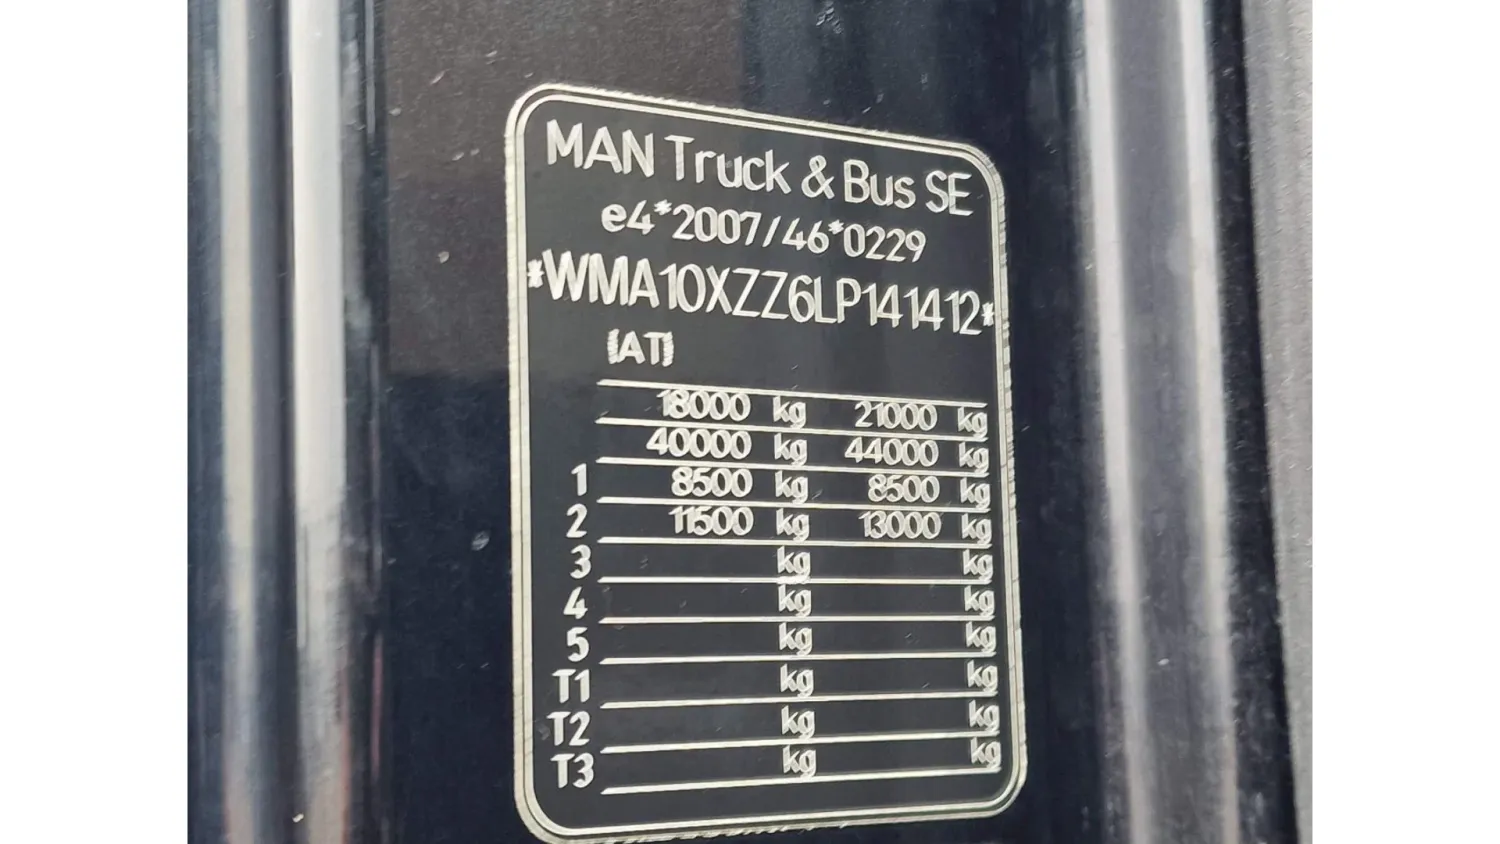 MAN Truck & Bus SE
e4*2007/46*0229
*WMA10XZZ6LP141412*
(AT)
18000 kg 21000 kg
40000 kg 44000 kg
1 8500 kg 8500 kg
2 11500 kg 13000 kg
3 kg kg
4 kg kg
5 kg kg
T1 kg kg
T2 kg kg
T3 kg kg